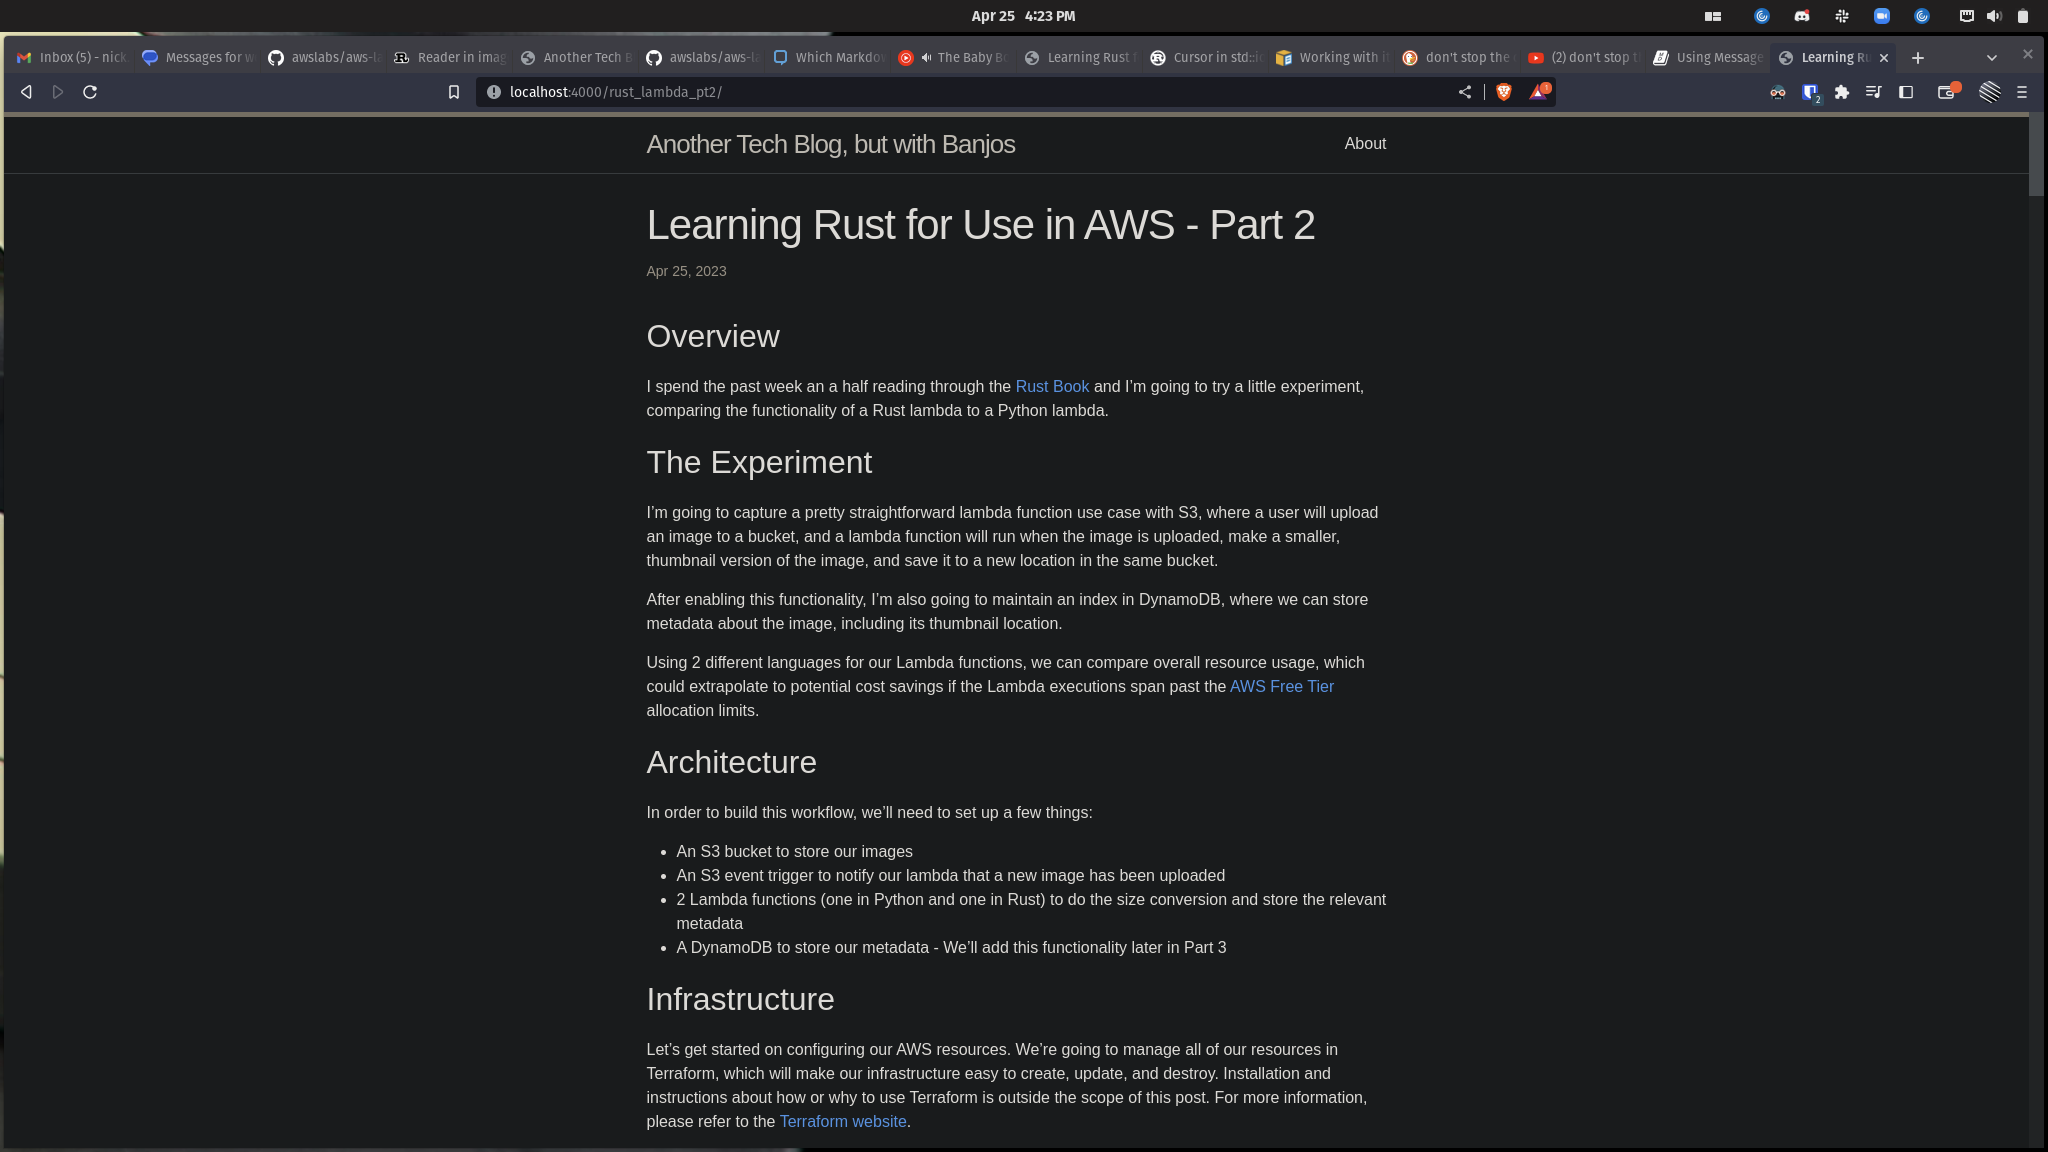 Apr 25 4:23 PM
Inbox (5) - nick
Messages for w
awslabs/aws-la
Reader in imag
Another Tech B
awslabs/aws-la
Which Markdow
The Baby Bo
Learning Rust f
Cursor in std::io
Working with i
don't stop the
(2) don't stop t
Using Message
Learning Ru
localhost:4000/rust_lambda_pt2/
1
2
Another Tech Blog, but with Banjos
About
Learning Rust for Use in AWS - Part 2
Apr 25, 2023
Overview
I spend the past week an a half reading through the Rust Book and I’m going to try a little experiment,
comparing the functionality of a Rust lambda to a Python lambda.
The Experiment
I’m going to capture a pretty straightforward lambda function use case with S3, where a user will upload
an image to a bucket, and a lambda function will run when the image is uploaded, make a smaller,
thumbnail version of the image, and save it to a new location in the same bucket.
After enabling this functionality, I’m also going to maintain an index in DynamoDB, where we can store
metadata about the image, including its thumbnail location.
Using 2 different languages for our Lambda functions, we can compare overall resource usage, which
could extrapolate to potential cost savings if the Lambda executions span past the AWS Free Tier
allocation limits.
Architecture
In order to build this workflow, we’ll need to set up a few things:
• An S3 bucket to store our images
• An S3 event trigger to notify our lambda that a new image has been uploaded
• 2 Lambda functions (one in Python and one in Rust) to do the size conversion and store the relevant
metadata
• A DynamoDB to store our metadata - We’ll add this functionality later in Part 3
Infrastructure
Let’s get started on configuring our AWS resources. We’re going to manage all of our resources in
Terraform, which will make our infrastructure easy to create, update, and destroy. Installation and
instructions about how or why to use Terraform is outside the scope of this post. For more information,
please refer to the Terraform website.